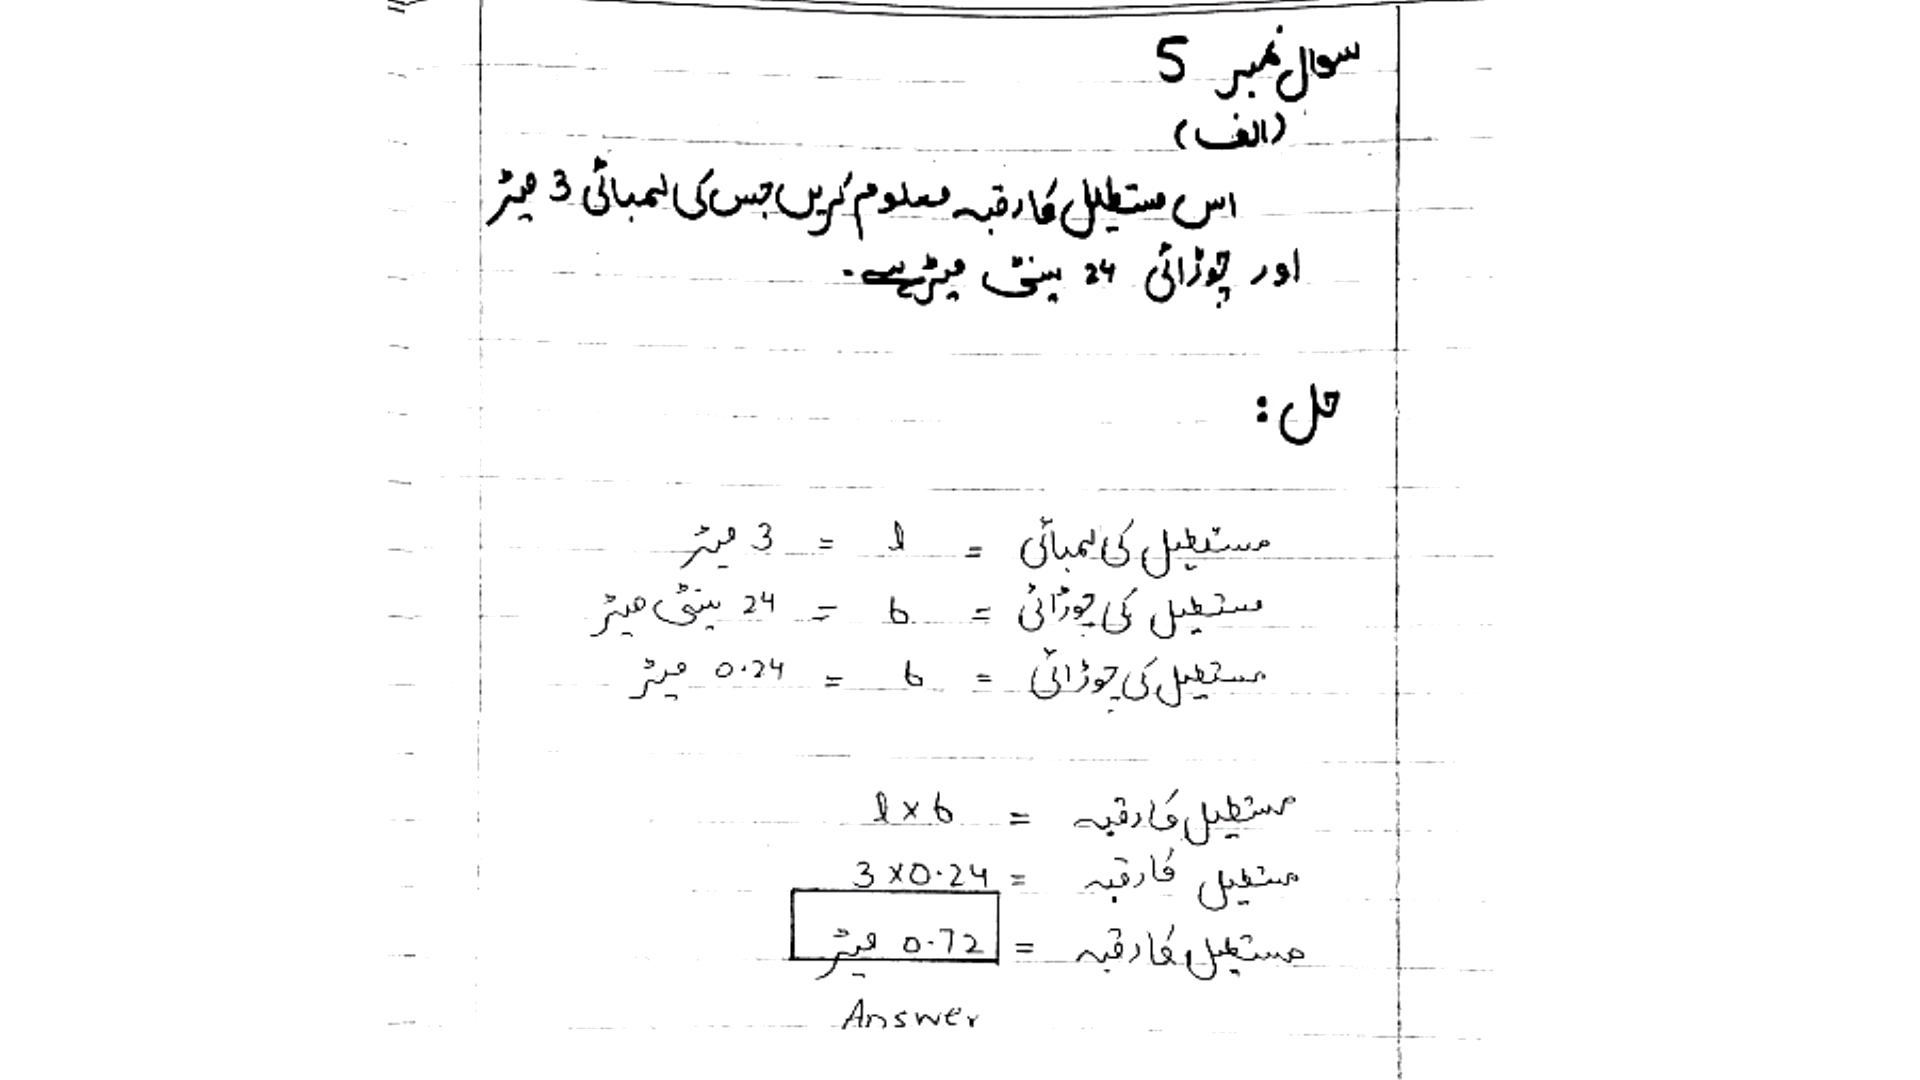 سوال نمبر 5
(الف)
اس مستطیل کا رقبہ معلوم کریں جس کی لمبائی 3 میٹر
اور چوڑائی 24 سینٹی میٹر ہے۔
حل :
مستطیل کی لمبائی = l = 3 میٹر
مستطیل کی چوڑائی = b = 24 سینٹی میٹر
مستطیل کی چوڑائی = b = 0.24 میٹر
مستطیل کا رقبہ = l × b
مستطیل کا رقبہ = 3 × 0.24
مستطیل کا رقبہ = 0.72 میٹر
Answer